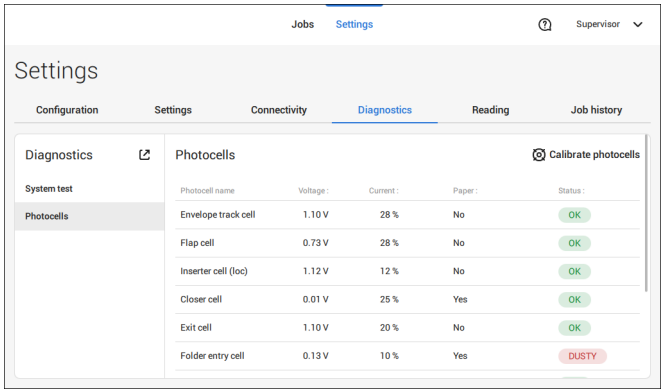 Jobs Settings Supervisor
Settings
Configuration Settings Connectivity Diagnostics Reading Job history
Diagnostics Photocells Calibrate photocells
System test
Photocells
Photocell name Voltage : Current : Paper : Status :
Envelope track cell 1.10 V 28 % No OK
Flap cell 0.73 V 28 % No OK
Inserter cell (loc) 1.12 V 12 % No OK
Closer cell 0.01 V 25 % Yes OK
Exit cell 1.10 V 20 % No OK
Folder entry cell 0.13 V 10 % Yes DUSTY